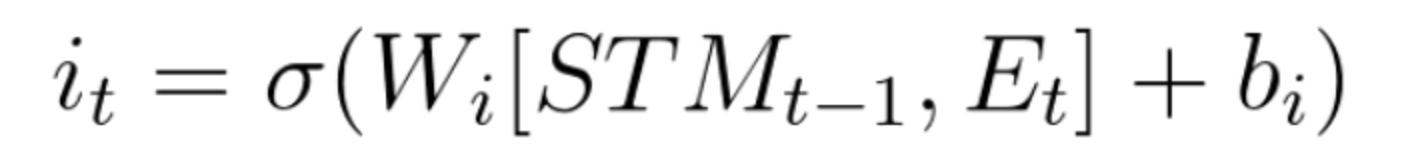 i_t = σ(W_i[STM_{t−1}, E_t] + b_i)